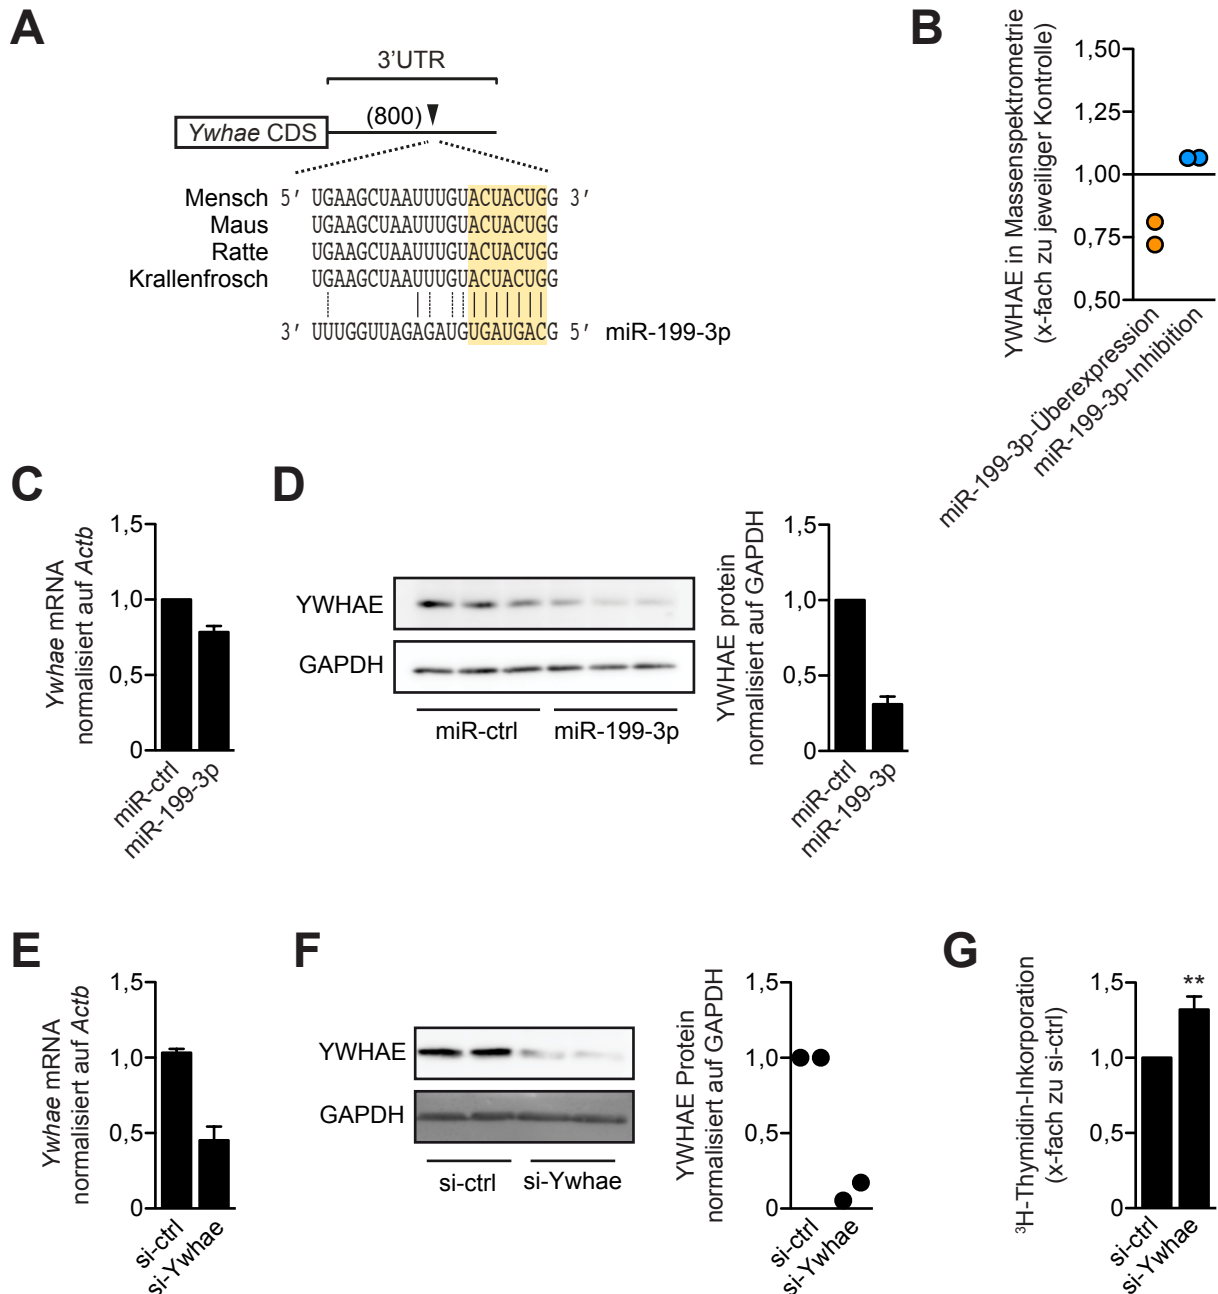 A
3’UTR
(800)
Ywhae CDS
Mensch 5′ UGAAGCUAAUUUGUACUACUGG 3′
Maus UGAAGCUAAUUUGUACUACUGG
Ratte UGAAGCUAAUUUGUACUACUGG
Krallenfrosch UGAAGCUAAUUUGUACUACUGG
3′ UUUGGUUAGAGAUGUGAUGACG 5′ miR-199-3p
B
YWHAE in Massenspektrometrie
(x-fach zu jeweiliger Kontrolle)
1,50
1,25
1,00
0,75
0,50
miR-199-3p-Überexpression
miR-199-3p-Inhibition
C
Ywhae mRNA
normalisiert auf Actb
1,5
1,0
0,5
0
miR-ctrl
miR-199-3p
D
YWHAE
GAPDH
miR-ctrl miR-199-3p
YWHAE protein
normalisiert auf GAPDH
1,5
1,0
0,5
0
miR-ctrl
miR-199-3p
E
Ywhae mRNA
normalisiert auf Actb
1,5
1,0
0,5
0
si-ctrl
si-Ywhae
F
YWHAE
GAPDH
si-ctrl si-Ywhae
YWHAE Protein
normalisiert auf GAPDH
1,5
1,0
0,5
0
si-ctrl
si-Ywhae
G
³H-Thymidin-Inkorporation
(x-fach zu si-ctrl)
1,5
1,0
0,5
0
**
si-ctrl
si-Ywhae